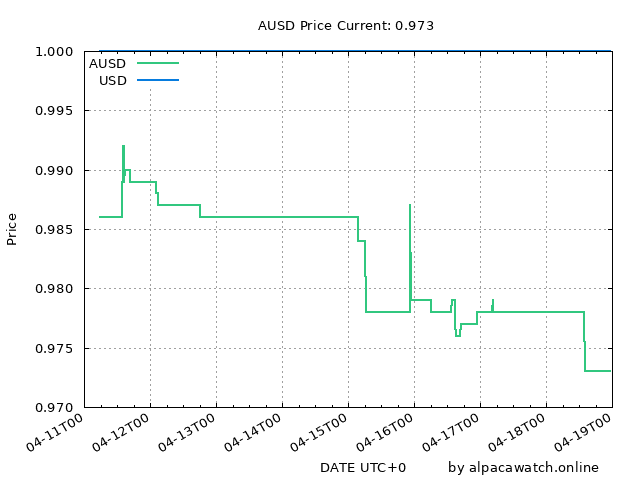 AUSD Price Current: 0.973
1.000
AUSD
USD
0.995
0.990
0.985
Price
0.980
0.975
0.970
04-11T00
04-12T00
04-13T00
04-14T00
04-15T00
04-16T00
04-17T00
04-18T00
04-19T00
DATE UTC+0
by alpacawatch.online